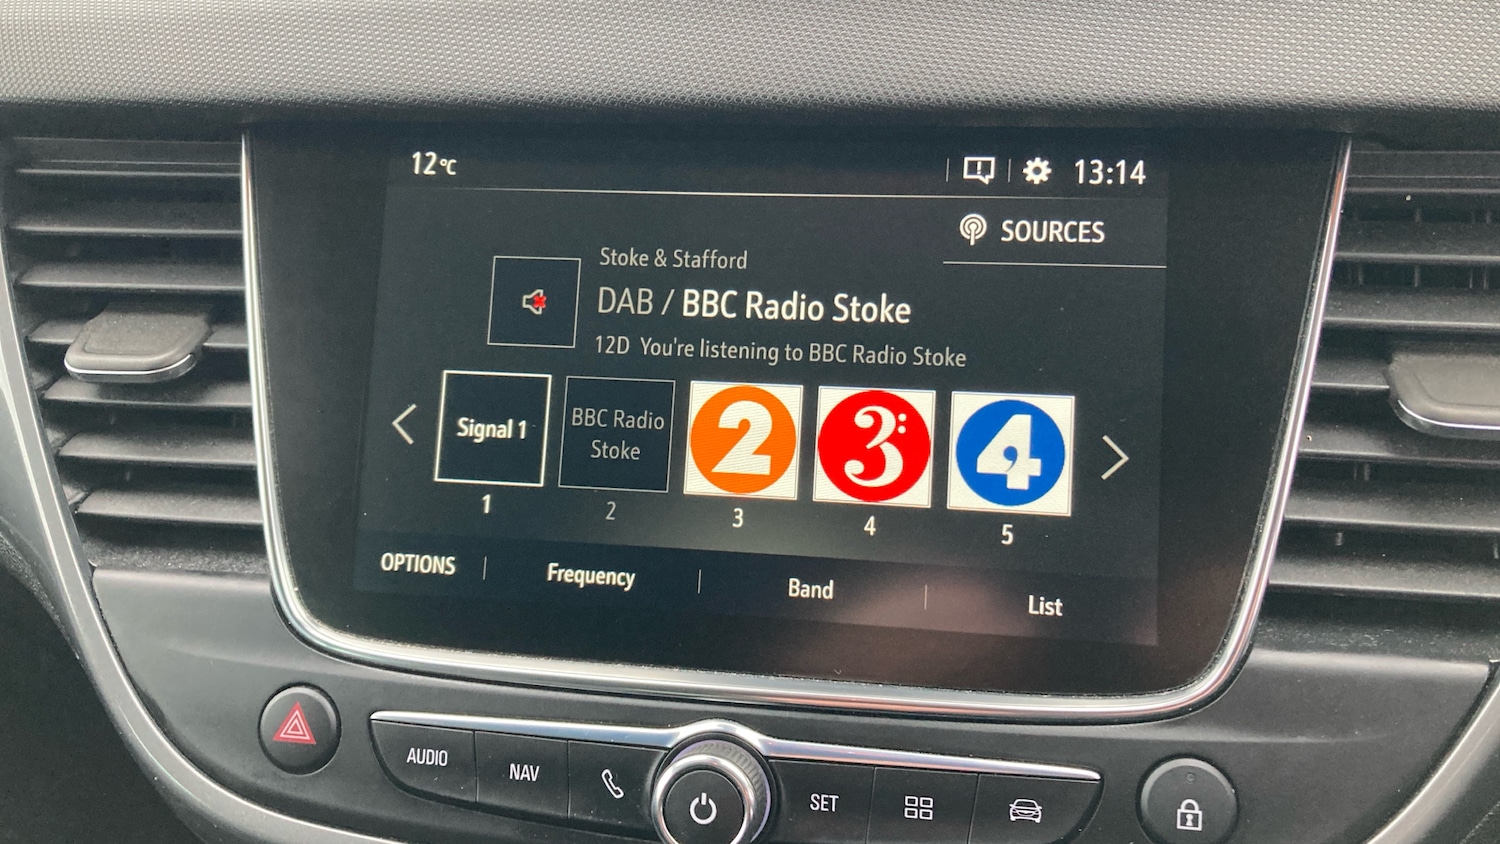 12°C
13:14
SOURCES
Stoke & Stafford
DAB / BBC Radio Stoke
12D You're listening to BBC Radio Stoke
Signal 1
BBC Radio
Stoke
2
3
4
1
2
3
4
5
OPTIONS
Frequency
Band
List
AUDIO
NAV
SET